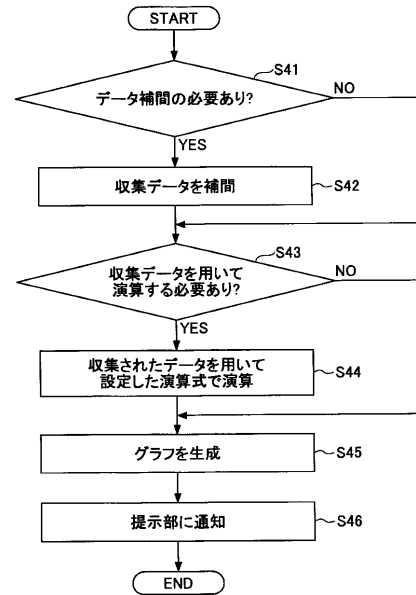 START
S41
データ補間の必要あり?
NO
YES
収集データを補間
S42
S43
収集データを用いて
演算する必要あり?
NO
YES
収集されたデータを用いて
設定した演算式で演算
S44
グラフを生成
S45
提示部に通知
S46
END